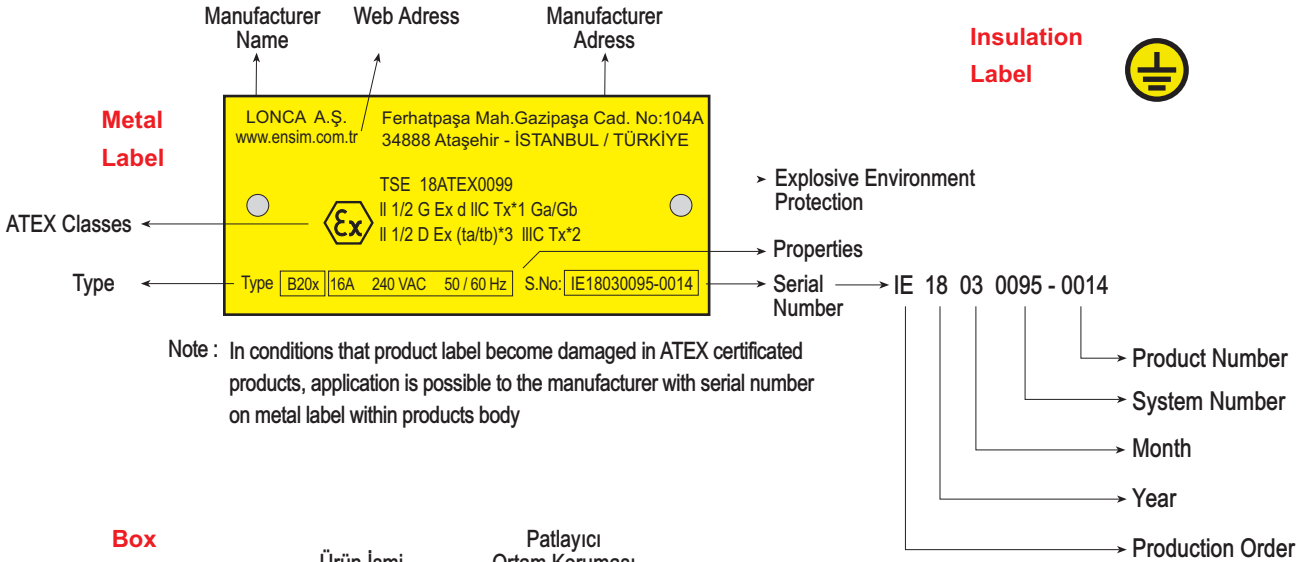 Manufacturer
Name
Web Adress
Manufacturer
Adress
Insulation
Label
Metal
Label
LONCA A.Ş.
www.ensim.com.tr
Ferhatpaşa Mah.Gazipaşa Cad. No:104A
34888 Ataşehir - İSTANBUL / TÜRKİYE
TSE 18ATEX0099
II 1/2 G Ex d IIC Tx*1 Ga/Gb
II 1/2 D Ex (ta/tb)*3 IIIC Tx*2
Ex
Type B20x 16A 240 VAC 50 / 60 Hz S.No: IE18030095-0014
ATEX Classes
Type
Explosive Environment
Protection
Properties
Serial
Number
IE 18 03 0095 - 0014
Product Number
System Number
Month
Year
Production Order
Note : In conditions that product label become damaged in ATEX certificated
products, application is possible to the manufacturer with serial number
on metal label within products body
Box
Ürün İsmi
Patlayıcı
Ortam Koruması